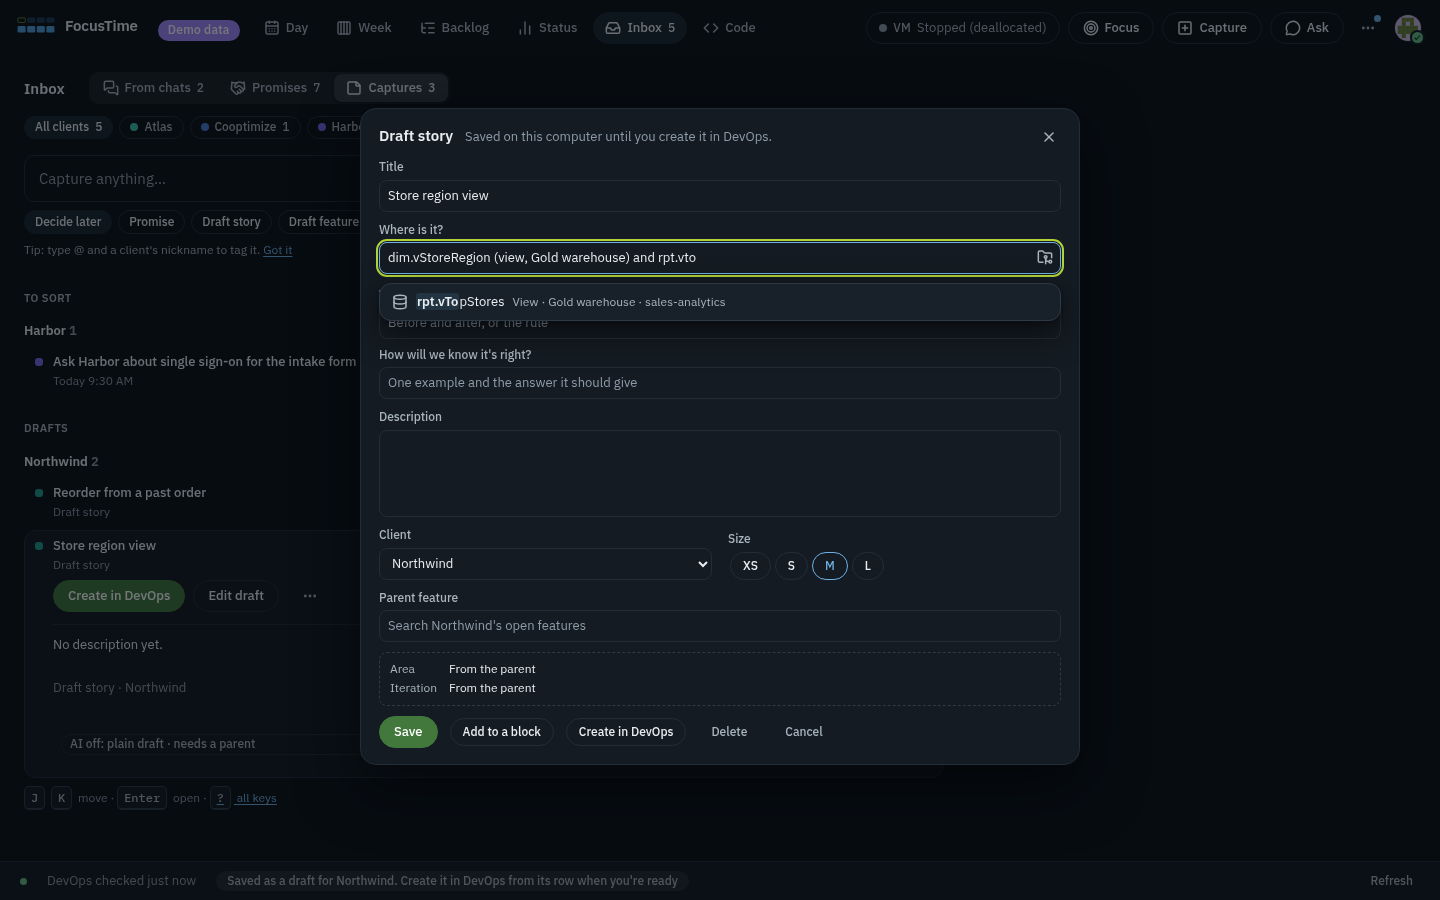 FocusTime Demo data Day Week Backlog Status Inbox 5 Code VM Stopped (deallocated) Focus Capture Ask
Inbox From chats 2 Promises 7 Captures 3
All clients 5 Atlas Cooptimize 1 Harbo
Capture anything...
Decide later Promise Draft story Draft feature
Tip: type @ and a client's nickname to tag it. Got it
TO SORT
Harbor 1
Ask Harbor about single sign-on for the intake form
Today 9:30 AM
DRAFTS
Northwind 2
Reorder from a past order
Draft story
Store region view
Draft story
Create in DevOps Edit draft
No description yet.
Draft story · Northwind
AI off: plain draft · needs a parent
J K move · Enter open · ? all keys
Draft story Saved on this computer until you create it in DevOps.
Title
Store region view
Where is it?
dim.vStoreRegion (view, Gold warehouse) and rpt.vto
rpt.vTopStores View · Gold warehouse · sales-analytics
Before and after, or the rule
How will we know it's right?
One example and the answer it should give
Description
Client Size
Northwind XS S M L
Parent feature
Search Northwind's open features
Area From the parent
Iteration From the parent
Save Add to a block Create in DevOps Delete Cancel
DevOps checked just now Saved as a draft for Northwind. Create it in DevOps from its row when you're ready Refresh